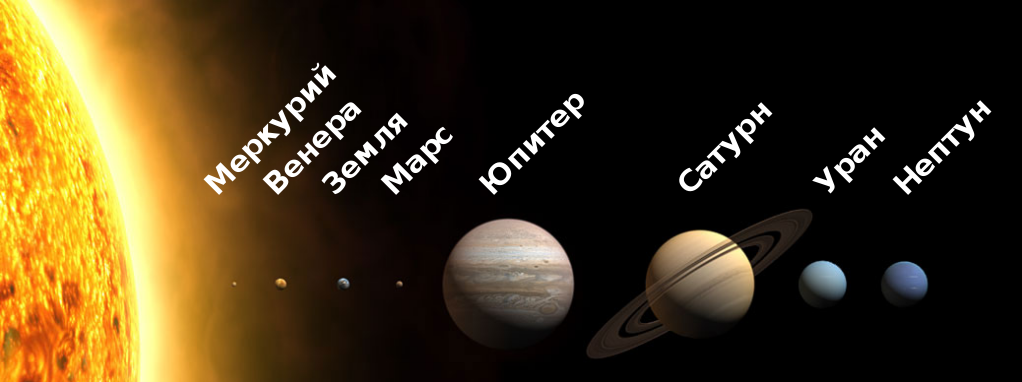 Меркурий
Венера
Земля
Марс
Юпитер
Сатурн
Уран
Нептун